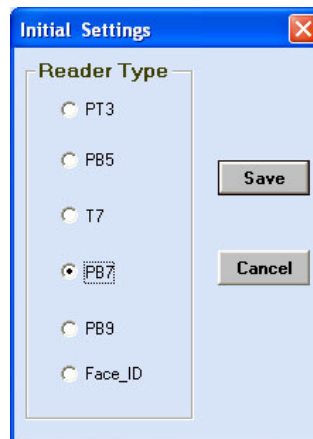 Initial Settings
Reader Type
PT3
PB5
T7
PB7
PB9
Face_ID
Save
Cancel